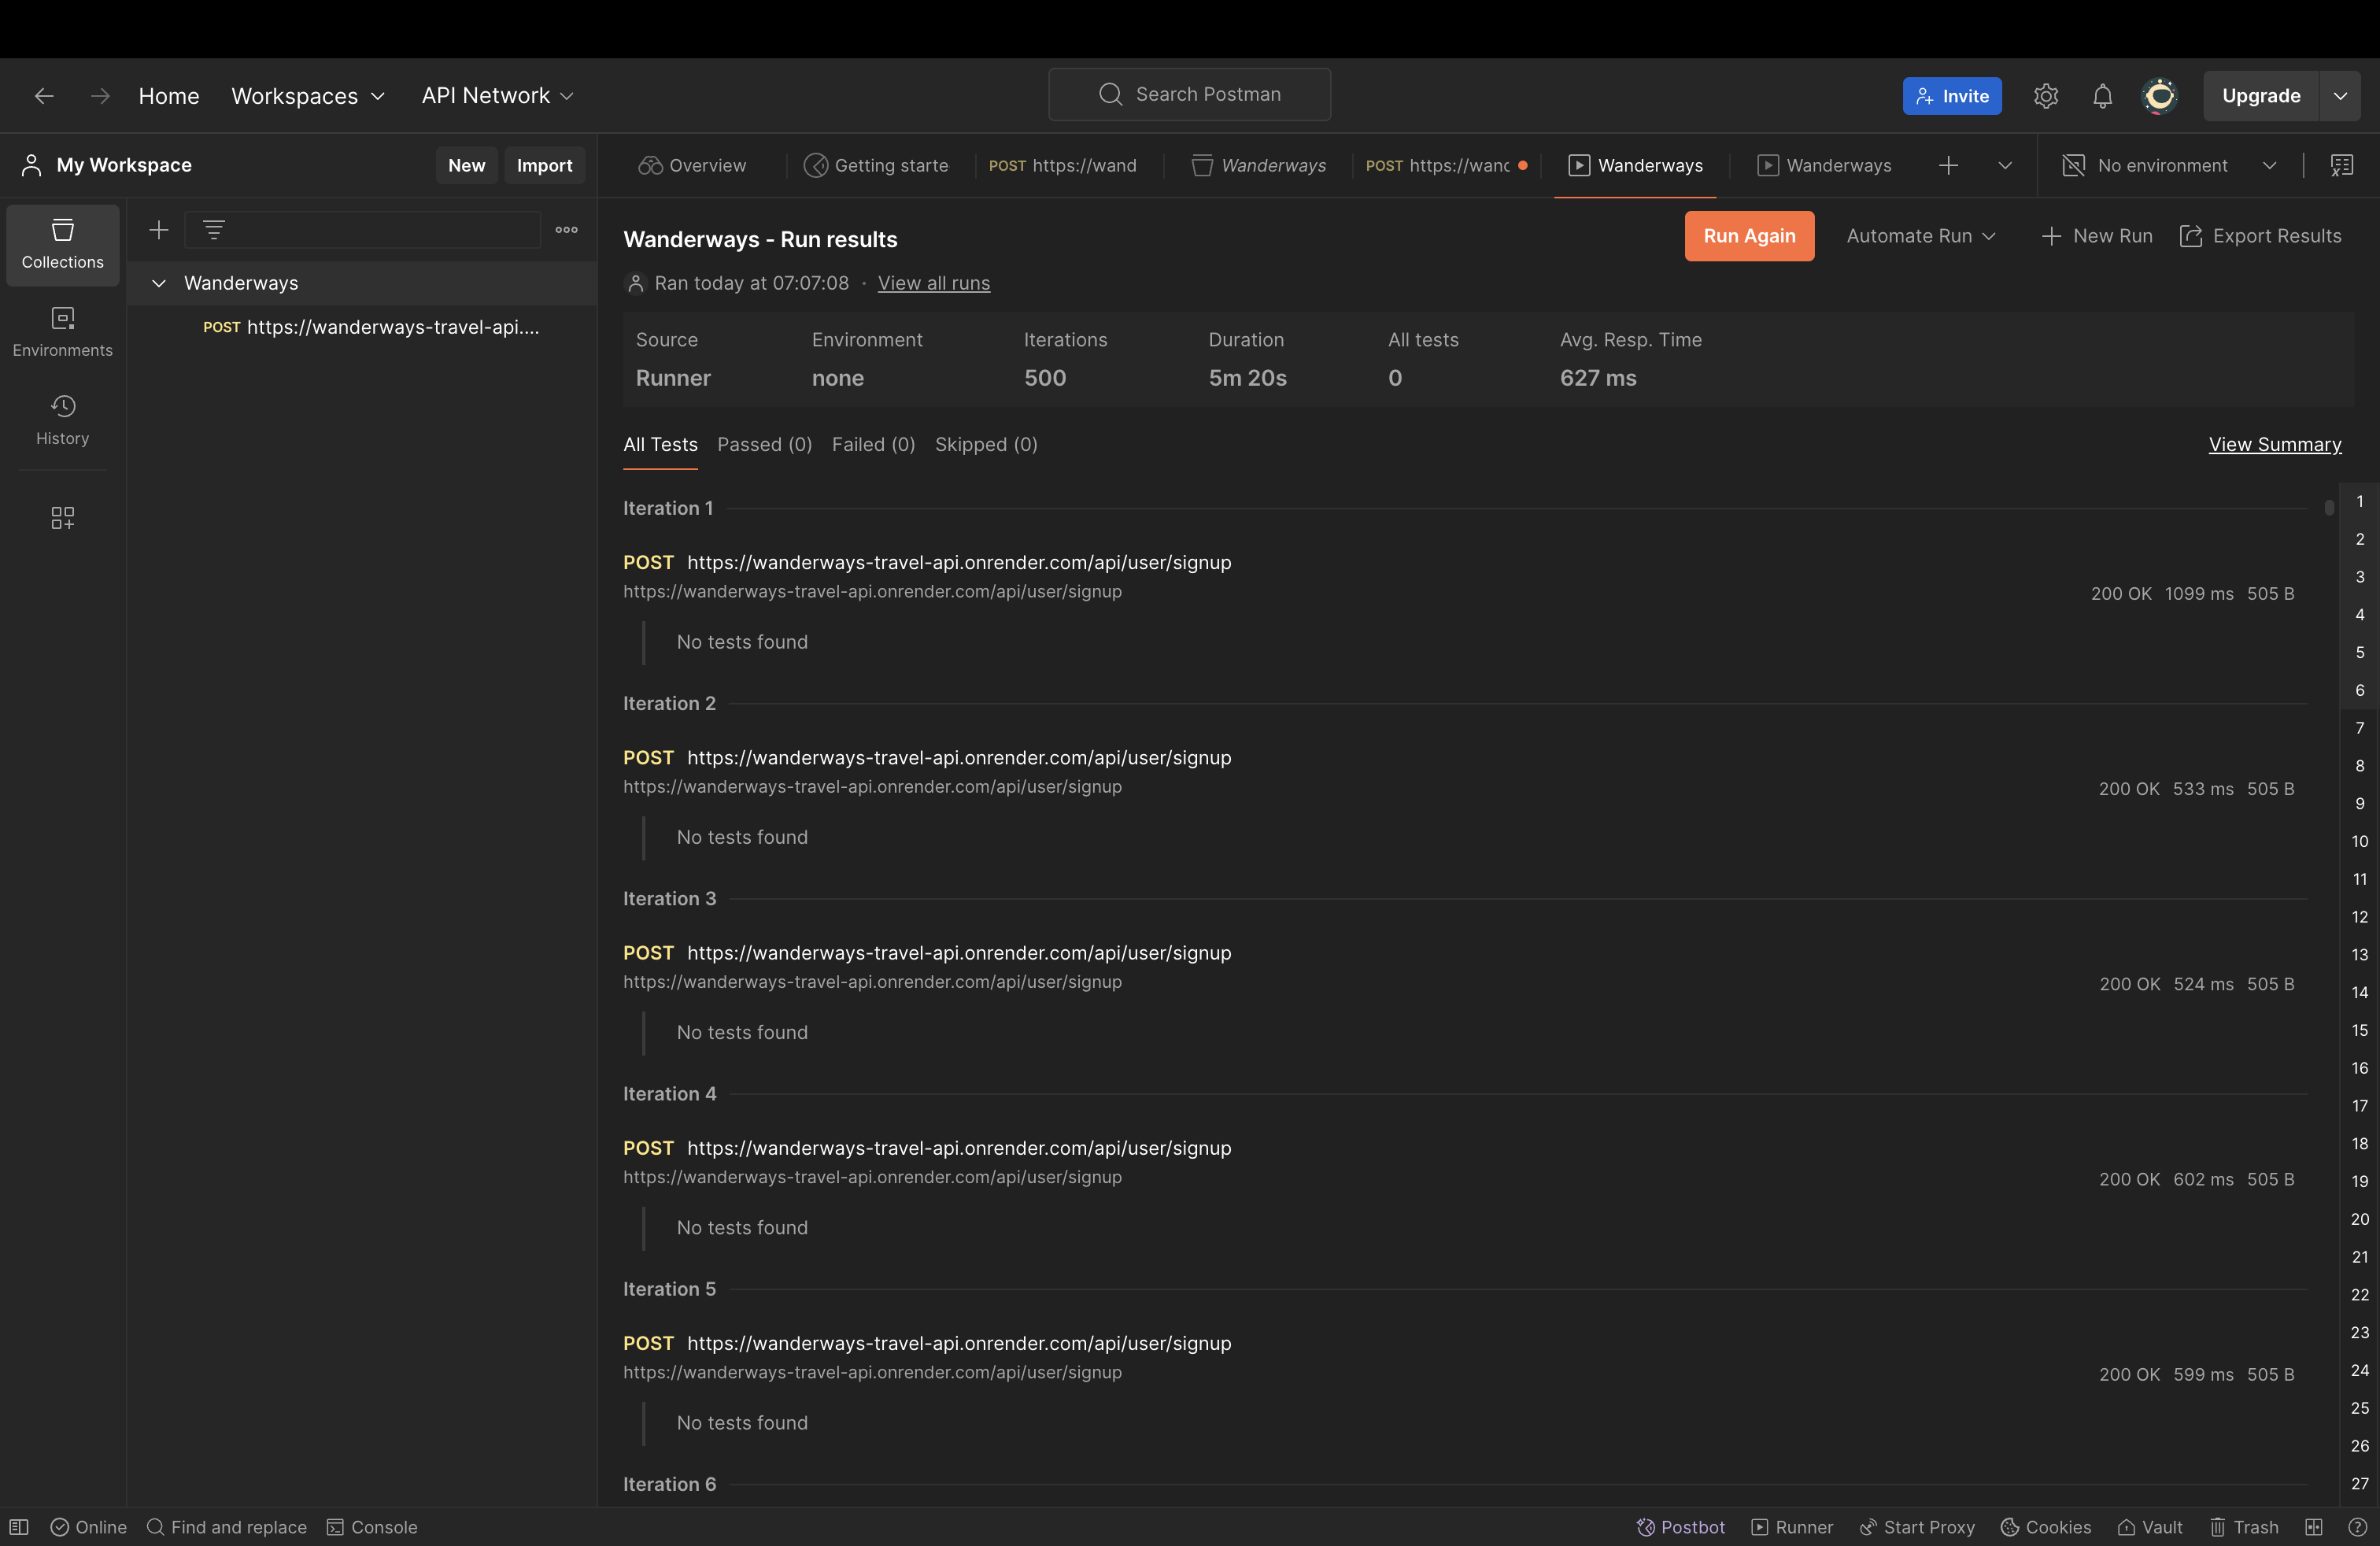 Home Workspaces API Network Search Postman Invite Upgrade
My Workspace New Import
Overview Getting starte POST https://wand Wanderways POST https://wanc Wanderways Wanderways No environment
Collections
Environments
History
Wanderways
POST https://wanderways-travel-api....
Wanderways - Run results
Run Again Automate Run New Run Export Results
Ran today at 07:07:08 · View all runs
Source Environment Iterations Duration All tests Avg. Resp. Time
Runner none 500 5m 20s 0 627 ms
All Tests Passed (0) Failed (0) Skipped (0) View Summary
Iteration 1
POST https://wanderways-travel-api.onrender.com/api/user/signup
https://wanderways-travel-api.onrender.com/api/user/signup
200 OK 1099 ms 505 B
No tests found
Iteration 2
POST https://wanderways-travel-api.onrender.com/api/user/signup
https://wanderways-travel-api.onrender.com/api/user/signup
200 OK 533 ms 505 B
No tests found
Iteration 3
POST https://wanderways-travel-api.onrender.com/api/user/signup
https://wanderways-travel-api.onrender.com/api/user/signup
200 OK 524 ms 505 B
No tests found
Iteration 4
POST https://wanderways-travel-api.onrender.com/api/user/signup
https://wanderways-travel-api.onrender.com/api/user/signup
200 OK 602 ms 505 B
No tests found
Iteration 5
POST https://wanderways-travel-api.onrender.com/api/user/signup
https://wanderways-travel-api.onrender.com/api/user/signup
200 OK 599 ms 505 B
No tests found
Iteration 6
1
2
3
4
5
6
7
8
9
10
11
12
13
14
15
16
17
18
19
20
21
22
23
24
25
26
27
Online Find and replace Console Postbot Runner Start Proxy Cookies Vault Trash